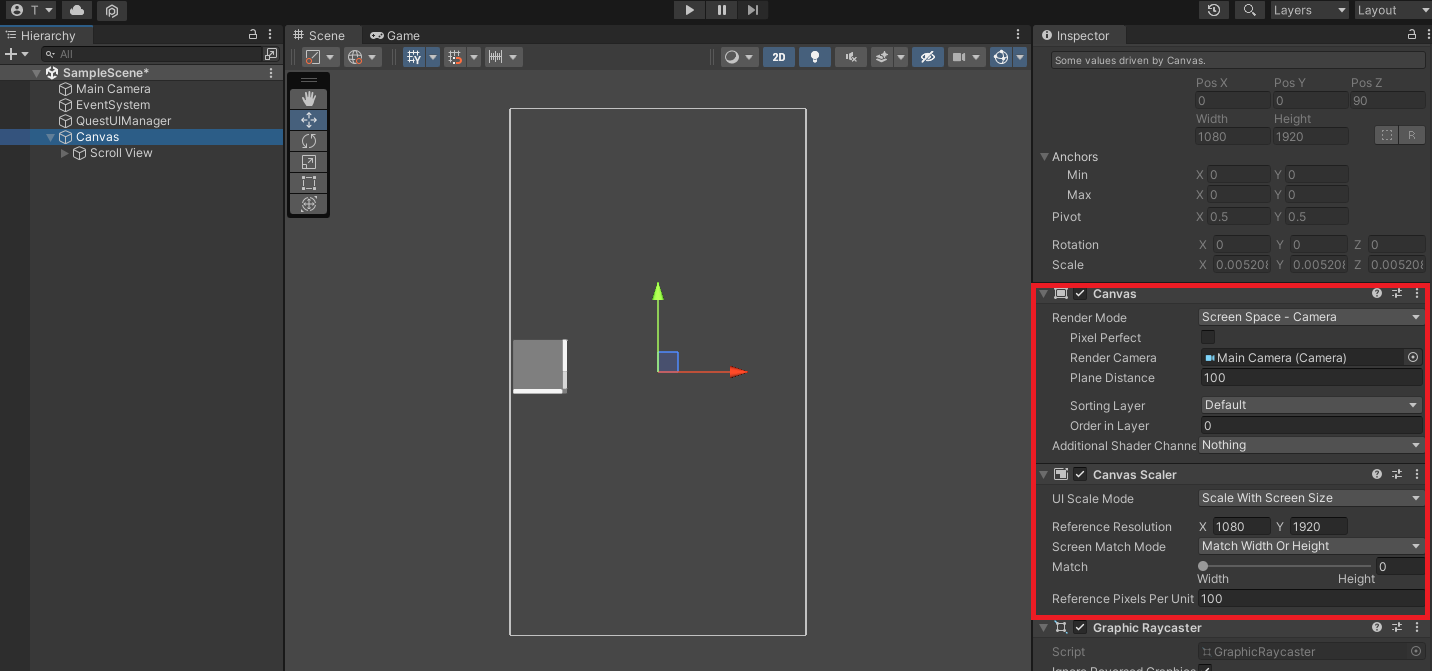 T
Layers
Layout
Hierarchy
All
SampleScene*
Main Camera
EventSystem
QuestUIManager
Canvas
Scroll View
Scene
Game
2D
Inspector
Some values driven by Canvas.
Pos X Pos Y Pos Z
0 0 90
Width Height
1080 1920
R
Anchors
Min X 0 Y 0
Max X 0 Y 0
Pivot X 0.5 Y 0.5
Rotation X 0 Y 0 Z 0
Scale X 0.005208 Y 0.005208 Z 0.005208
Canvas
Render Mode Screen Space - Camera
Pixel Perfect
Render Camera Main Camera (Camera)
Plane Distance 100
Sorting Layer Default
Order in Layer 0
Additional Shader Channe Nothing
Canvas Scaler
UI Scale Mode Scale With Screen Size
Reference Resolution X 1080 Y 1920
Screen Match Mode Match Width Or Height
Match 0
Width Height
Reference Pixels Per Unit 100
Graphic Raycaster
Script GraphicRaycaster
Ignore Reversed Graphics